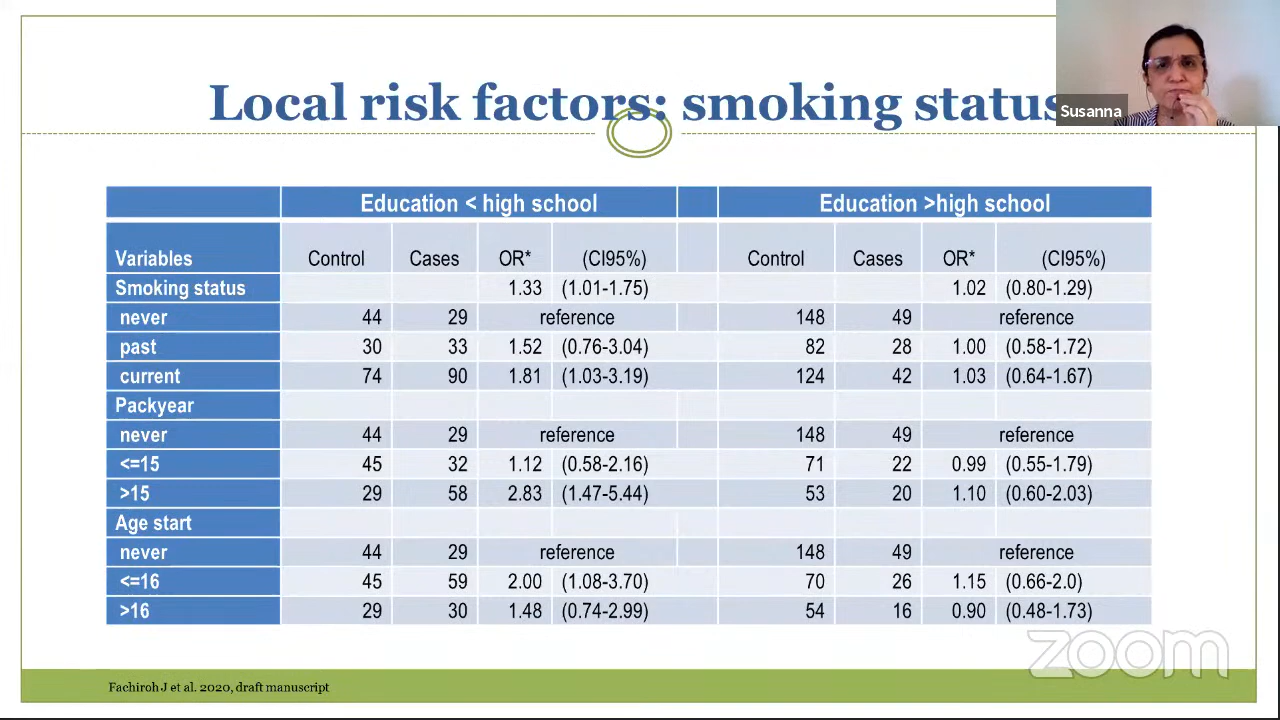 Local risk factors: smoking status
Susanna
Education < high school Education >high school
Variables Control Cases OR* (CI95%) Control Cases OR* (CI95%)
Smoking status 1.33 (1.01-1.75) 1.02 (0.80-1.29)
never 44 29 reference 148 49 reference
past 30 33 1.52 (0.76-3.04) 82 28 1.00 (0.58-1.72)
current 74 90 1.81 (1.03-3.19) 124 42 1.03 (0.64-1.67)
Packyear
never 44 29 reference 148 49 reference
<=15 45 32 1.12 (0.58-2.16) 71 22 0.99 (0.55-1.79)
>15 29 58 2.83 (1.47-5.44) 53 20 1.10 (0.60-2.03)
Age start
never 44 29 reference 148 49 reference
<=16 45 59 2.00 (1.08-3.70) 70 26 1.15 (0.66-2.0)
>16 29 30 1.48 (0.74-2.99) 54 16 0.90 (0.48-1.73)
zoom
Fachiroh J et al. 2020, draft manuscript